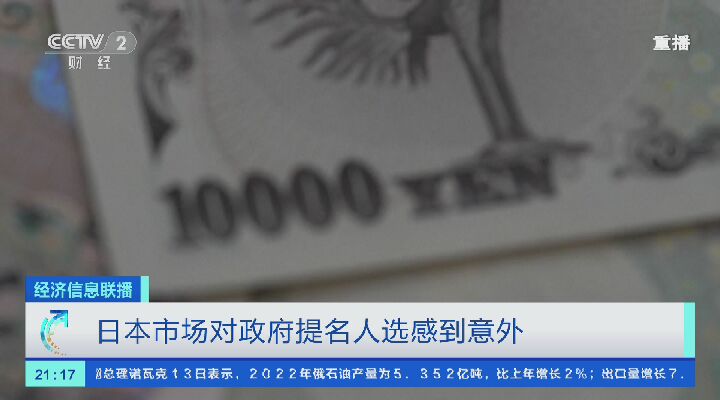 CCTV 2
财经
重播
10000 YEN
经济信息联播
日本市场对政府提名人选感到意外
21:17
总理诺瓦克13日表示，2022年俄石油产量为5．352亿吨，比上年增长2％；出口量增长7．